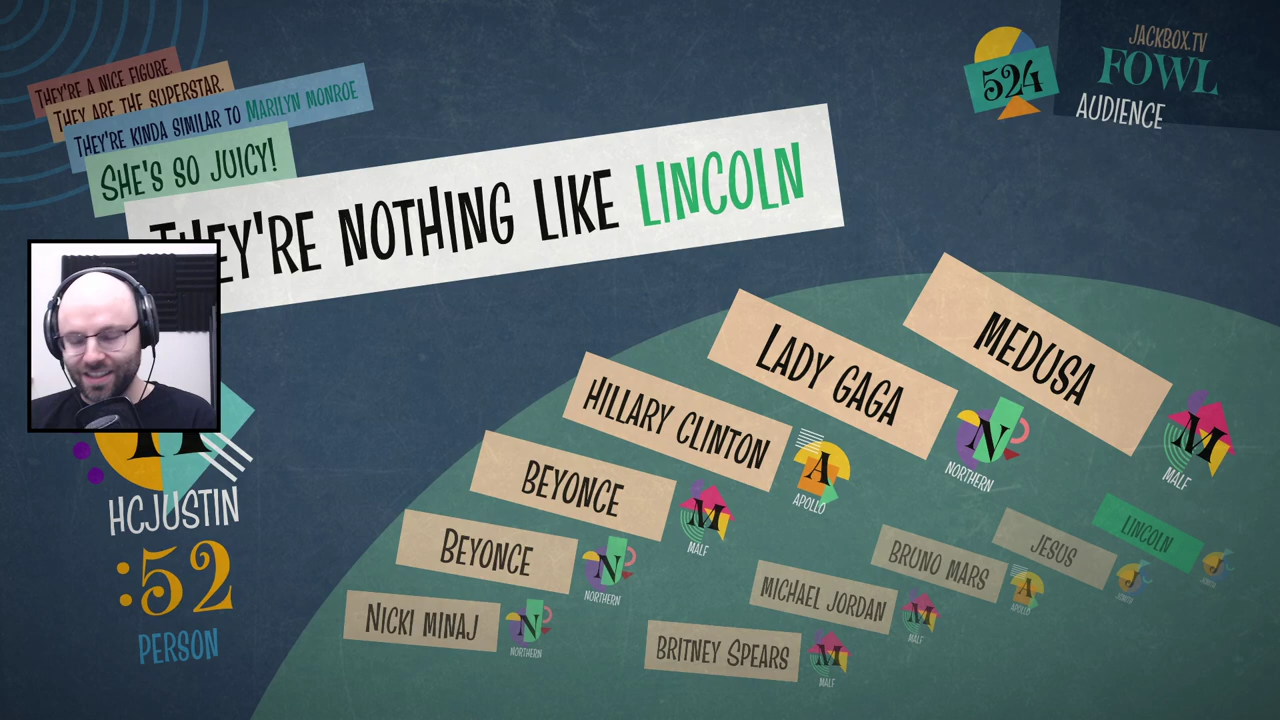 THEY'RE A NICE FIGURE.
THEY ARE THE SUPERSTAR.
THEY'RE KINDA SIMILAR TO MARILYN MONROE
SHE'S SO JUICY!
THEY'RE NOTHING LIKE LINCOLN
524
JACKBOX.TV
FOWL
AUDIENCE
MEDUSA
M
MALF
LADY GAGA
N
NORTHERN
HILLARY CLINTON
A
APOLLO
BEYONCE
M
MALF
BEYONCE
N
NORTHERN
NICKI MINAJ
N
NORTHERN
LINCOLN
JESUS
BRUNO MARS
A
APOLLO
MICHAEL JORDAN
M
MALF
BRITNEY SPEARS
M
MALF
HCJUSTIN
:52
PERSON